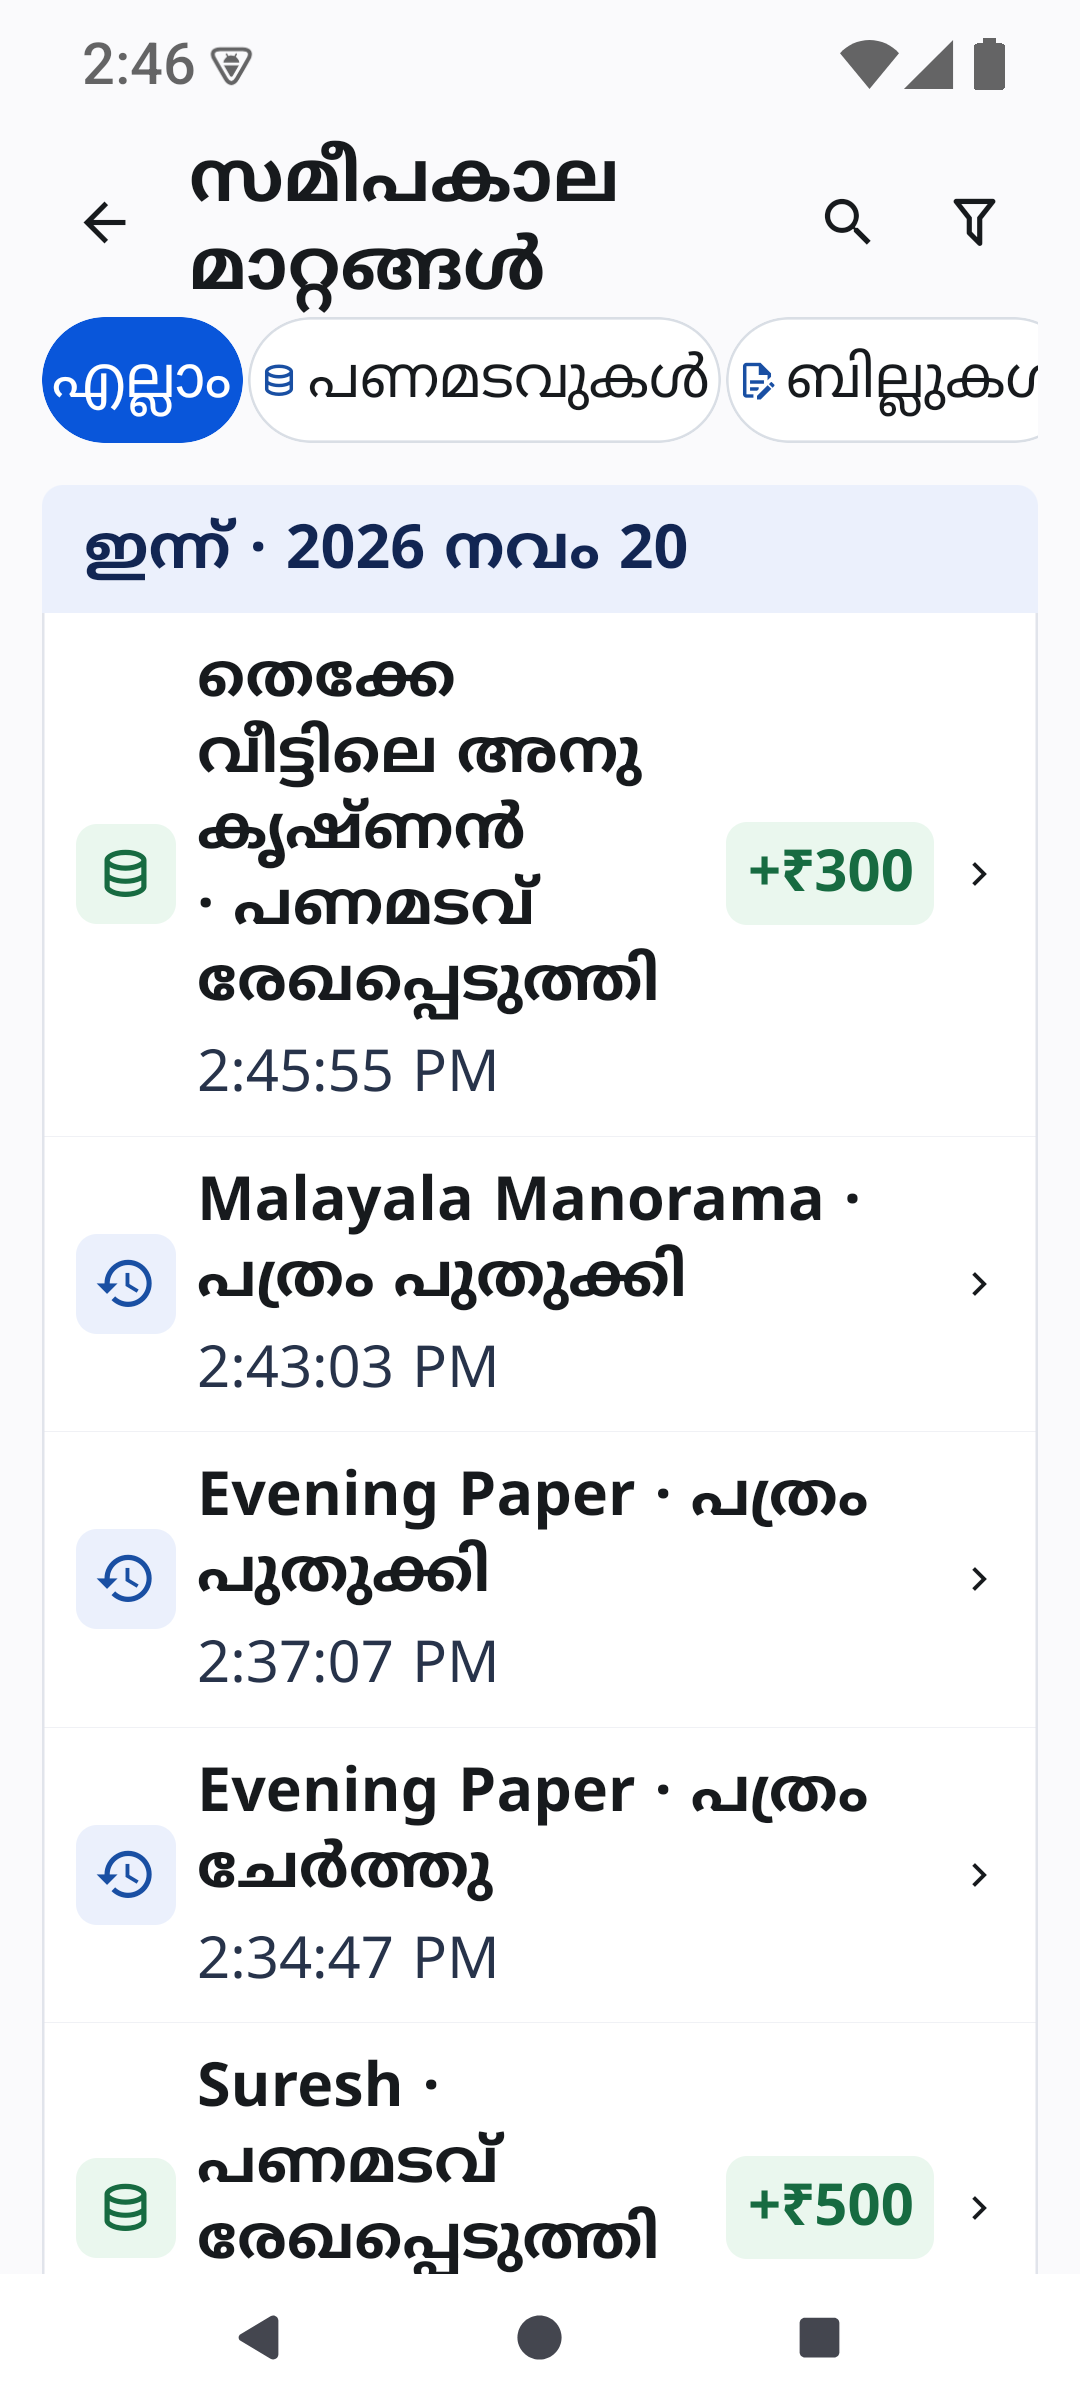 2:46
സമീപകാല
മാറ്റങ്ങൾ
എല്ലാം
പണമടവുകൾ
ബില്ലുകൾ
ഇന്ന് · 2026 നവം 20
തെക്കേ
വീട്ടിലെ അനു
കൃഷ്ണൻ
· പണമടവ്
രേഖപ്പെടുത്തി
+₹300
2:45:55 PM
Malayala Manorama ·
പത്രം പുതുക്കി
2:43:03 PM
Evening Paper · പത്രം
പുതുക്കി
2:37:07 PM
Evening Paper · പത്രം
ചേർത്തു
2:34:47 PM
Suresh ·
പണമടവ്
രേഖപ്പെടുത്തി
+₹500